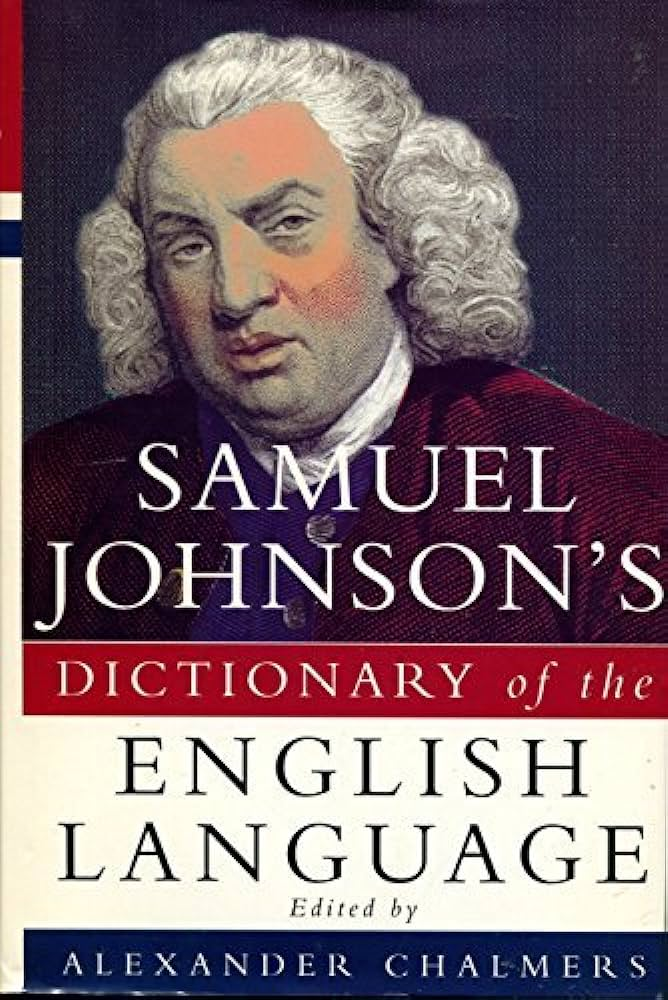 SAMUEL
JOHNSON'S
DICTIONARY of the
ENGLISH
LANGUAGE
Edited by
ALEXANDER CHALMERS